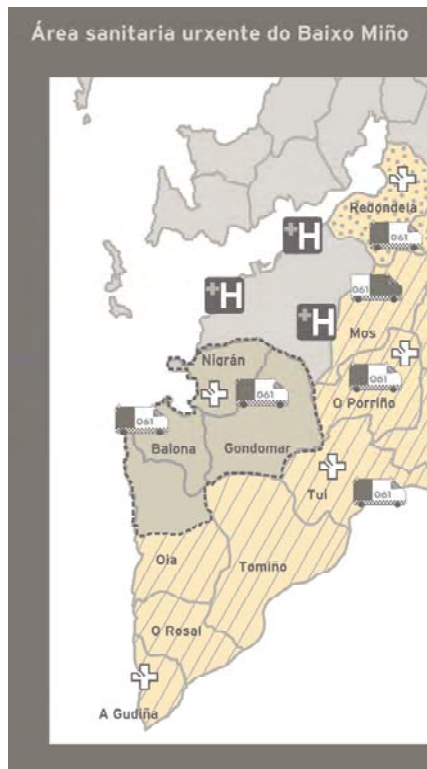 Área sanitaria urxente do Baixo Miño
Redondela
061
+H
061
+H
+H
Mos
Nigrán
061
O Porriño
061
061
Baiona
Gondomar
Tui
061
Oia
Tomiño
O Rosal
A Gudiña